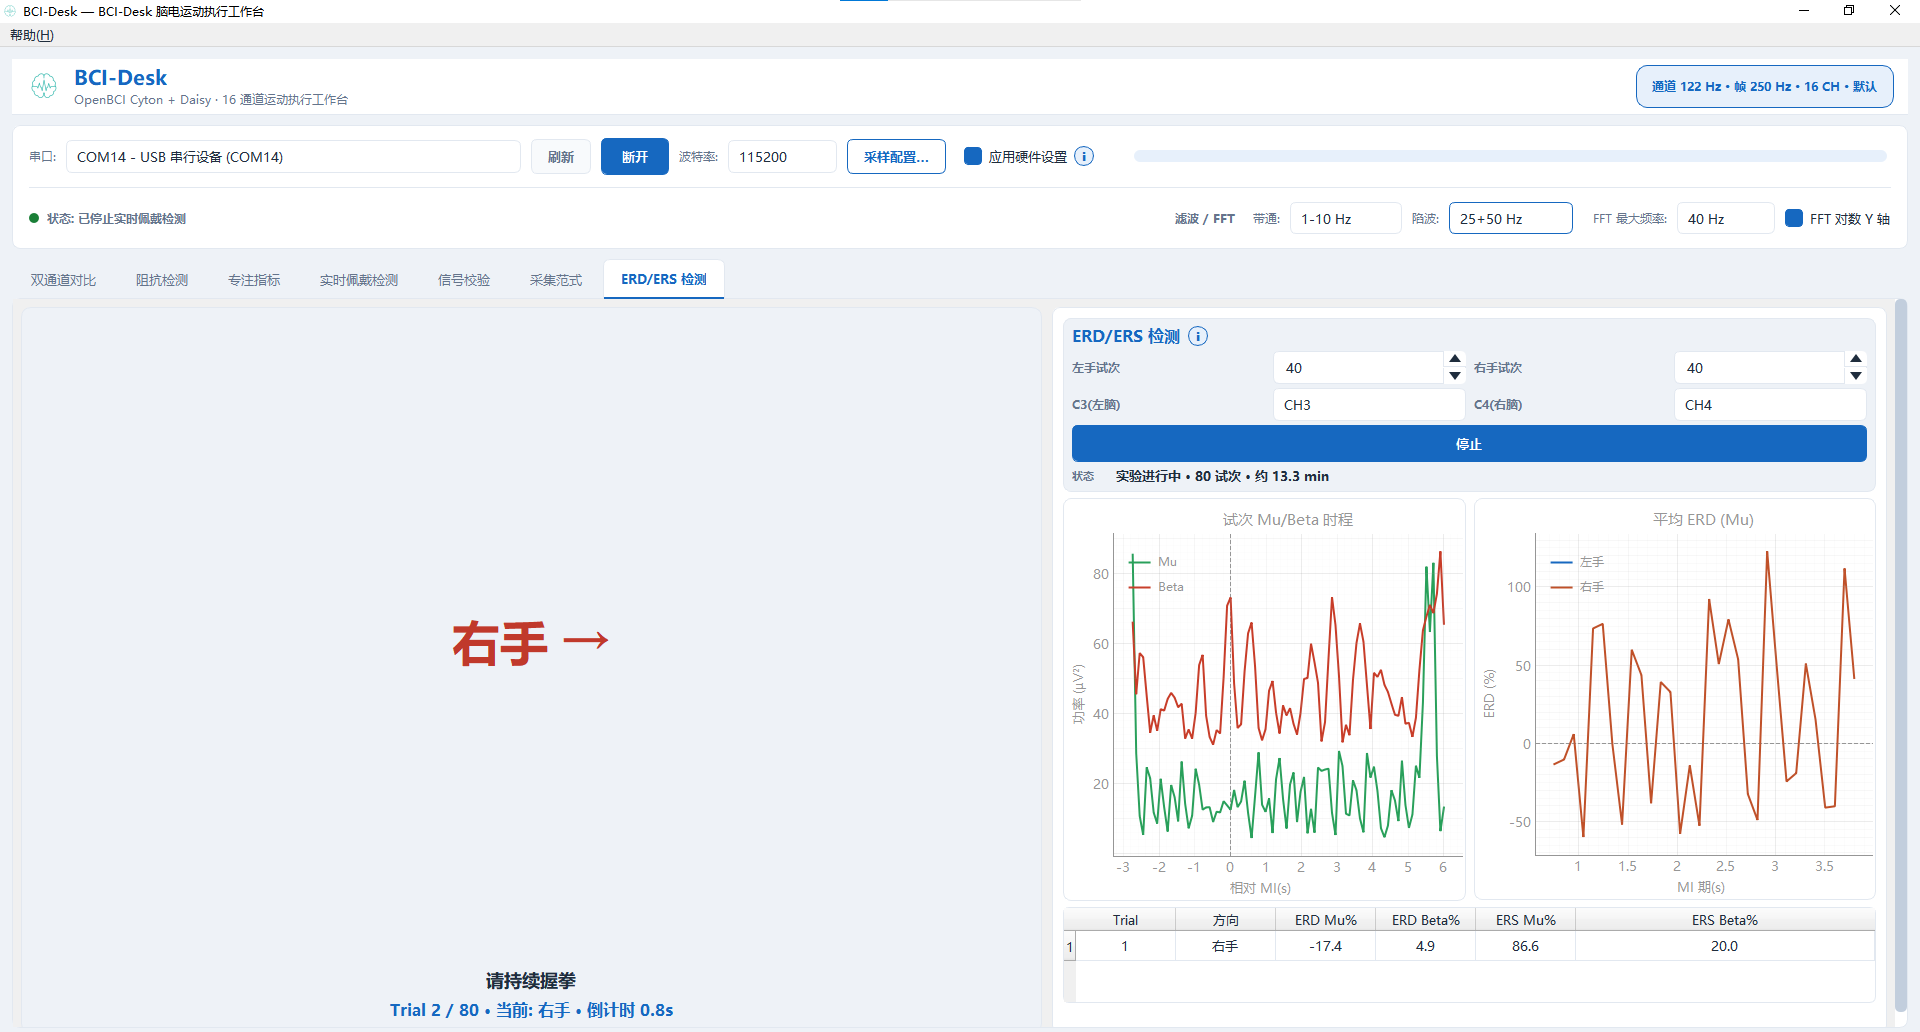 BCI-Desk — BCI-Desk 脑电运动执行工作台
帮助(H)
BCI-Desk
OpenBCI Cyton + Daisy · 16 通道运动执行工作台
通道 122 Hz • 帧 250 Hz • 16 CH • 默认
串口: COM14 - USB 串行设备 (COM14) 刷新 断开 波特率: 115200 采样配置... 应用硬件设置 i
状态: 已停止实时佩戴检测 滤波 / FFT 带通: 1-10 Hz 陷波: 25+50 Hz FFT 最大频率: 40 Hz FFT 对数 Y 轴
双通道对比 阻抗检测 专注指标 实时佩戴检测 信号校验 采集范式 ERD/ERS 检测
右手 →
请持续握拳
Trial 2 / 80 • 当前: 右手 • 倒计时 0.8s
ERD/ERS 检测 i
左手试次 40 右手试次 40
C3(左脑) CH3 C4(右脑) CH4
停止
状态 实验进行中 • 80 试次 • 约 13.3 min
试次 Mu/Beta 时程
Mu
Beta
80
60
40
20
功率 (μV²)
-3 -2 -1 0 1 2 3 4 5 6
相对 MI(s)
平均 ERD (Mu)
左手
右手
100
50
0
-50
ERD (%)
1 1.5 2 2.5 3 3.5
MI 期(s)
Trial 方向 ERD Mu% ERD Beta% ERS Mu% ERS Beta%
1 1 右手 -17.4 4.9 86.6 20.0